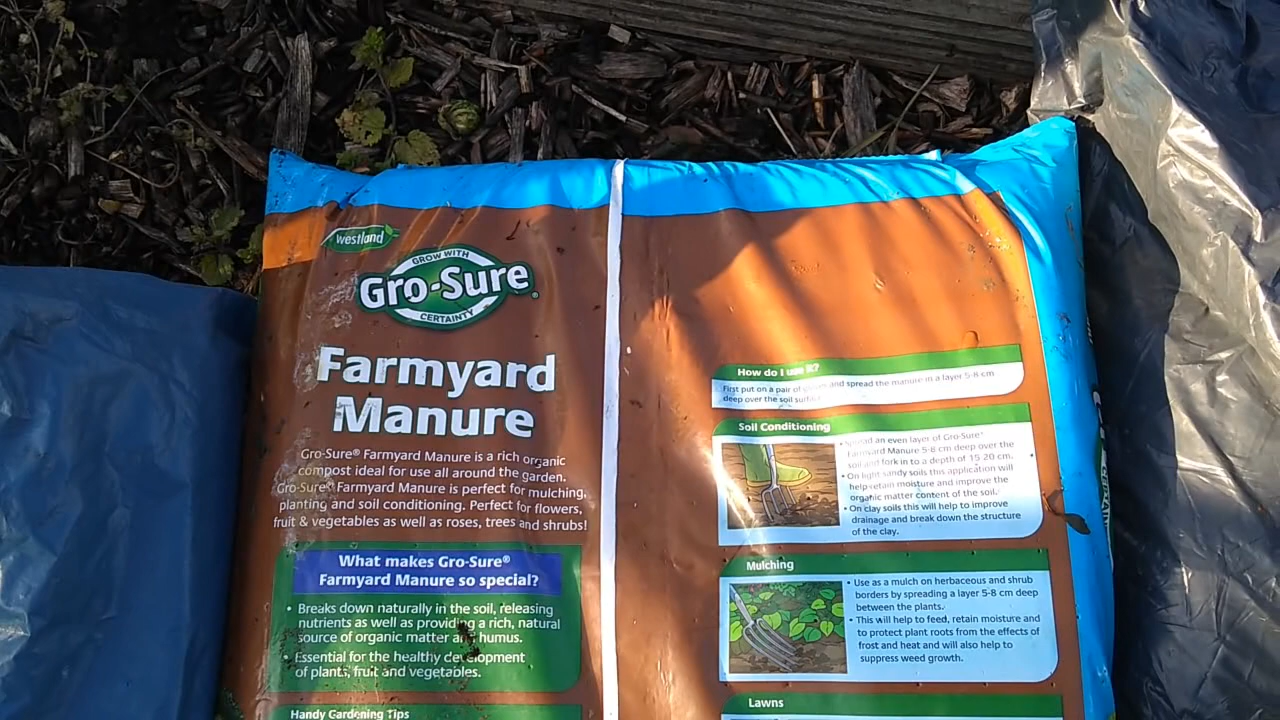 westland
GROW WITH
Gro-Sure®
CERTAINTY
Farmyard
Manure
Gro-Sure® Farmyard Manure is a rich organic
compost ideal for use all around the garden.
Gro-Sure® Farmyard Manure is perfect for mulching,
planting and soil conditioning. Perfect for flowers,
fruit & vegetables as well as roses, trees and shrubs!
What makes Gro-Sure®
Farmyard Manure so special?
• Breaks down naturally in the soil, releasing
nutrients as well as providing a rich, natural
source of organic matter and humus.
• Essential for the healthy development
of plants, fruit and vegetables.
Handy Gardening Tips
How do I use it?
First put on a pair of gloves and spread the manure in a layer 5-8 cm
deep over the soil surface.
Soil Conditioning
• Spread an even layer of Gro-Sure®
Farmyard Manure 5-8 cm deep over the
soil and fork in to a depth of 15-20 cm.
• On light sandy soils this application will
help retain moisture and improve the
organic matter content of the soil.
• On clay soils this will help to improve
drainage and break down the structure
of the clay.
Mulching
• Use as a mulch on herbaceous and shrub
borders by spreading a layer 5-8 cm deep
between the plants.
• This will help to feed, retain moisture and
to protect plant roots from the effects of
frost and heat and will also help to
suppress weed growth.
Lawns